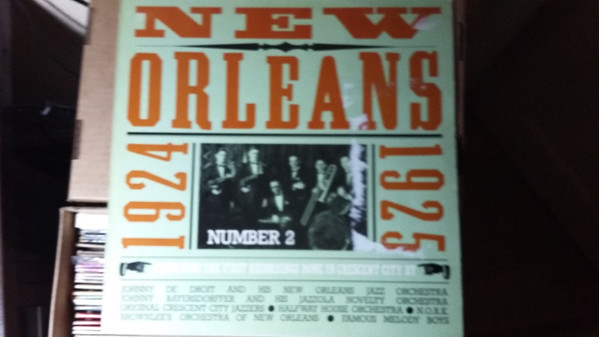 NEW
ORLEANS
1924
1925
NUMBER 2
THE FIRST RECORDINGS DONE IN CRESCENT CITY BY
JOHNNY DE DROIT AND HIS NEW ORLEANS JAZZ ORCHESTRA
JOHNNY BAYERSDORFFER AND HIS JAZZOLA NOVELTY ORCHESTRA
ORIGINAL CRESCENT CITY JAZZERS ● HALFWAY HOUSE ORCHESTRA ● N.O.R.K.
BROWNLEE'S ORCHESTRA OF NEW ORLEANS ● FAMOUS MELODY BOYS